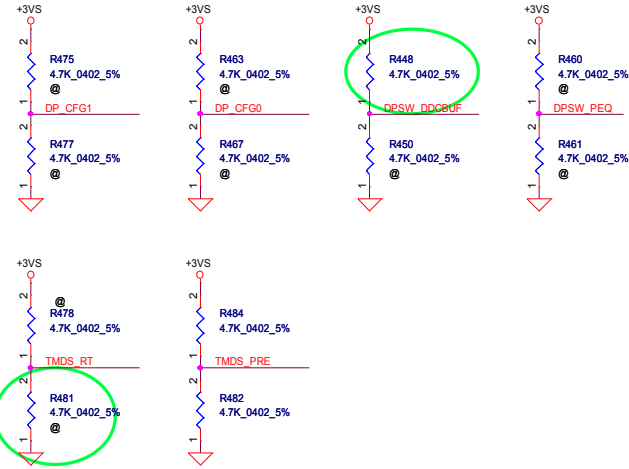 +3VS
2
R475
4.7K_0402_5%
@
1
DP_CFG1
2
R477
4.7K_0402_5%
@
1
+3VS
2
R463
4.7K_0402_5%
@
1
DP_CFG0
2
R467
4.7K_0402_5%
@
1
+3VS
2
R448
4.7K_0402_5%
1
DPSW_DDCBUF
2
R450
4.7K_0402_5%
@
1
+3VS
2
R460
4.7K_0402_5%
@
1
DPSW_PEQ
2
R461
4.7K_0402_5%
@
1
+3VS
2
@
R478
4.7K_0402_5%
1
TMDS_RT
2
R481
4.7K_0402_5%
@
1
+3VS
2
R484
4.7K_0402_5%
1
TMDS_PRE
2
R482
4.7K_0402_5%
1